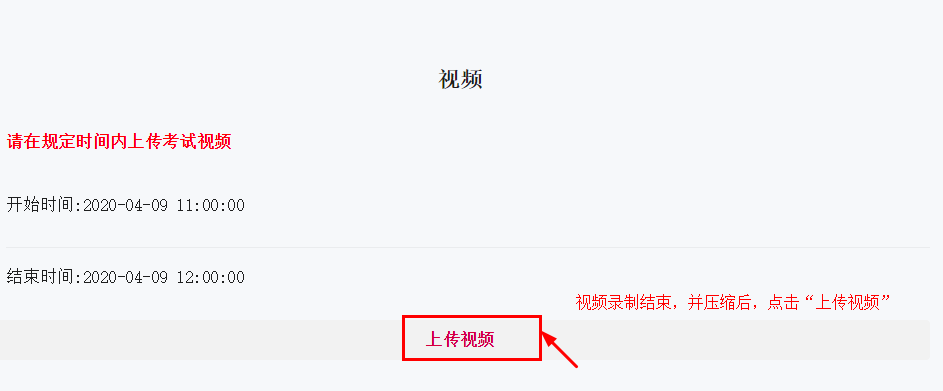 视频
请在规定时间内上传考试视频
开始时间:2020-04-09 11:00:00
结束时间:2020-04-09 12:00:00
视频录制结束，并压缩后，点击“上传视频”
上传视频